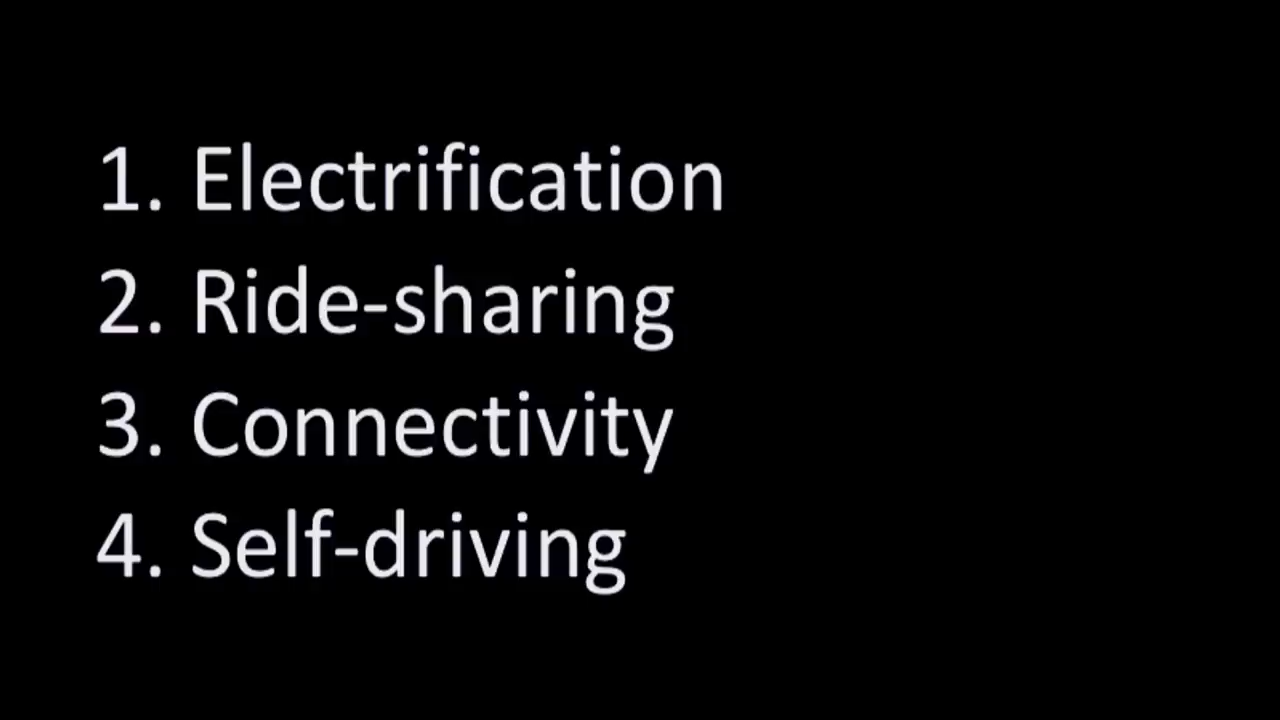 1. Electrification
2. Ride-sharing
3. Connectivity
4. Self-driving